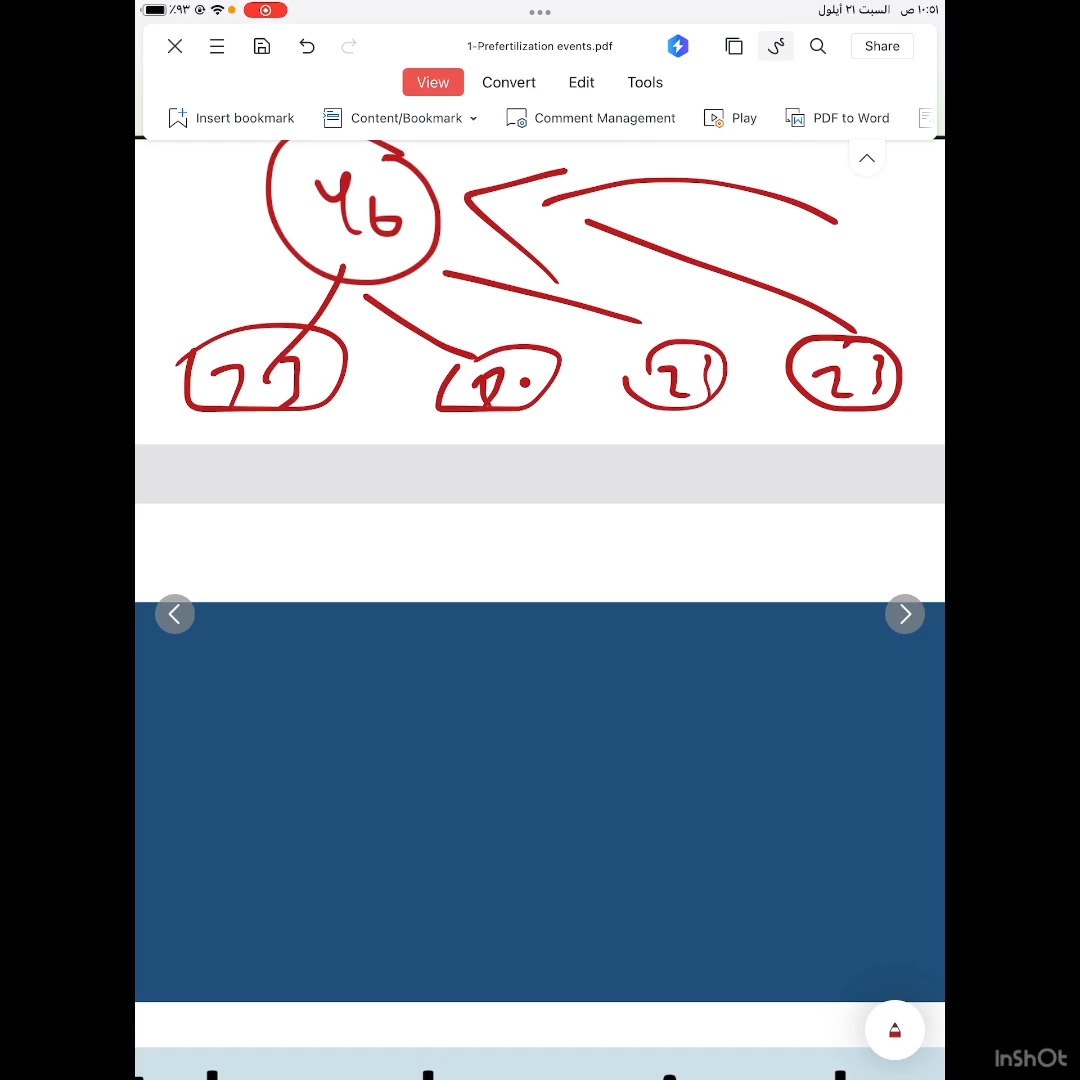 ٪٩٣ السبت ٢١ أيلول ١٠:٥١ ص
1-Prefertilization events.pdf Share
View Convert Edit Tools
Insert bookmark Content/Bookmark Comment Management Play PDF to Word
46
23 23
InShOt